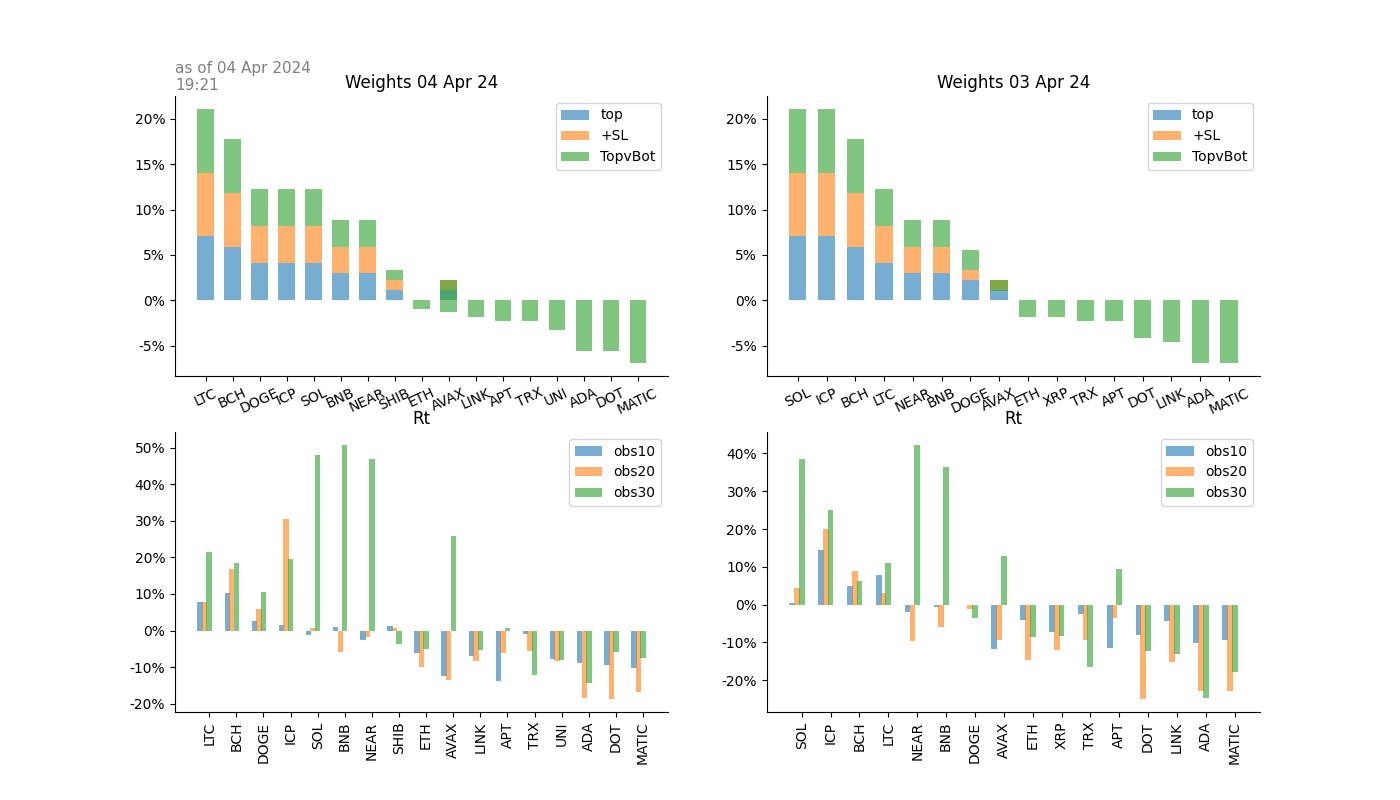 as of 04 Apr 2024
19:21
Weights 04 Apr 24
20%
15%
10%
5%
0%
-5%
top
+SL
TopvBot
LTC BCH DOGE ICP SOL BNB NEAR SHIB ETH AVAX LINK APT TRX UNI ADA DOT MATIC
Weights 03 Apr 24
20%
15%
10%
5%
0%
-5%
top
+SL
TopvBot
SOL ICP BCH LTC NEAR BNB DOGE AVAX ETH XRP TRX APT DOT LINK ADA MATIC
Rt
50%
40%
30%
20%
10%
0%
-10%
-20%
obs10
obs20
obs30
LTC BCH DOGE ICP SOL BNB NEAR SHIB ETH AVAX LINK APT TRX UNI ADA DOT MATIC
Rt
40%
30%
20%
10%
0%
-10%
-20%
obs10
obs20
obs30
SOL ICP BCH LTC NEAR BNB DOGE AVAX ETH XRP TRX APT DOT LINK ADA MATIC